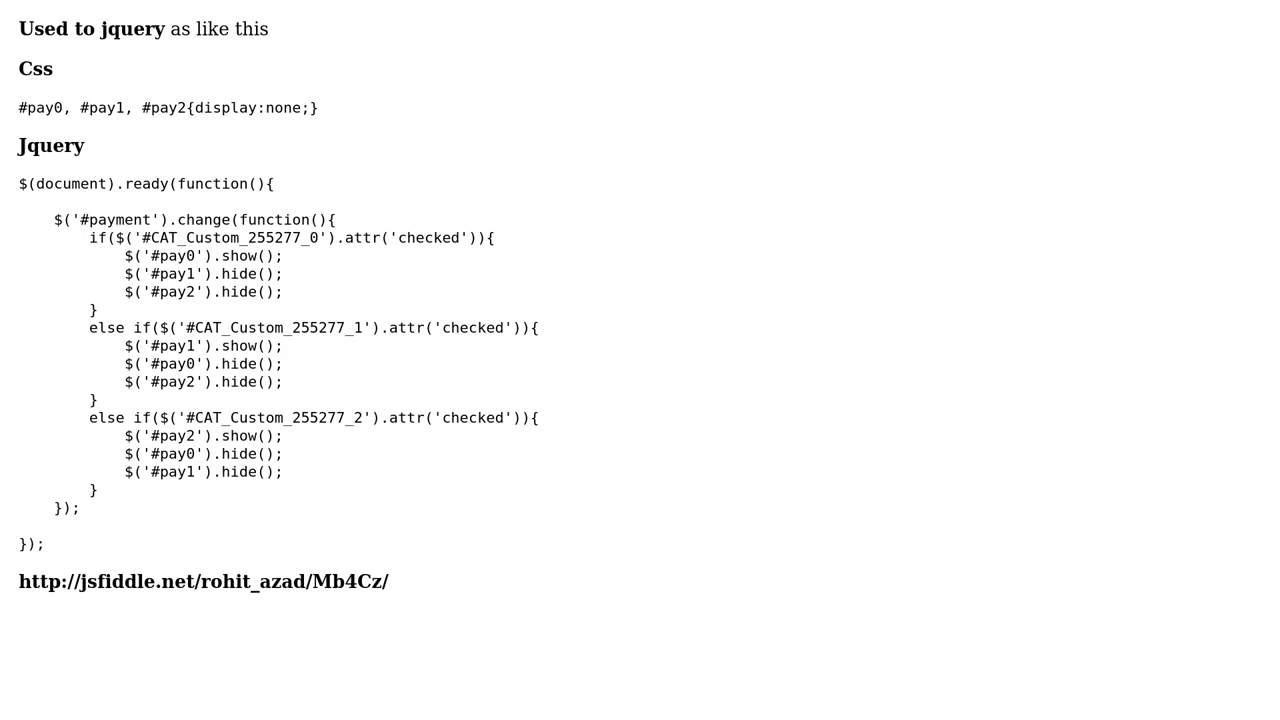 Used to jquery as like this
Css
#pay0, #pay1, #pay2{display:none;}
Jquery
$(document).ready(function(){
    $('#payment').change(function(){
        if($('#CAT_Custom_255277_0').attr('checked')){
            $('#pay0').show();
            $('#pay1').hide();
            $('#pay2').hide();
        }
        else if($('#CAT_Custom_255277_1').attr('checked')){
            $('#pay1').show();
            $('#pay0').hide();
            $('#pay2').hide();
        }
        else if($('#CAT_Custom_255277_2').attr('checked')){
            $('#pay2').show();
            $('#pay0').hide();
            $('#pay1').hide();
        }
    });
});
http://jsfiddle.net/rohit_azad/Mb4Cz/